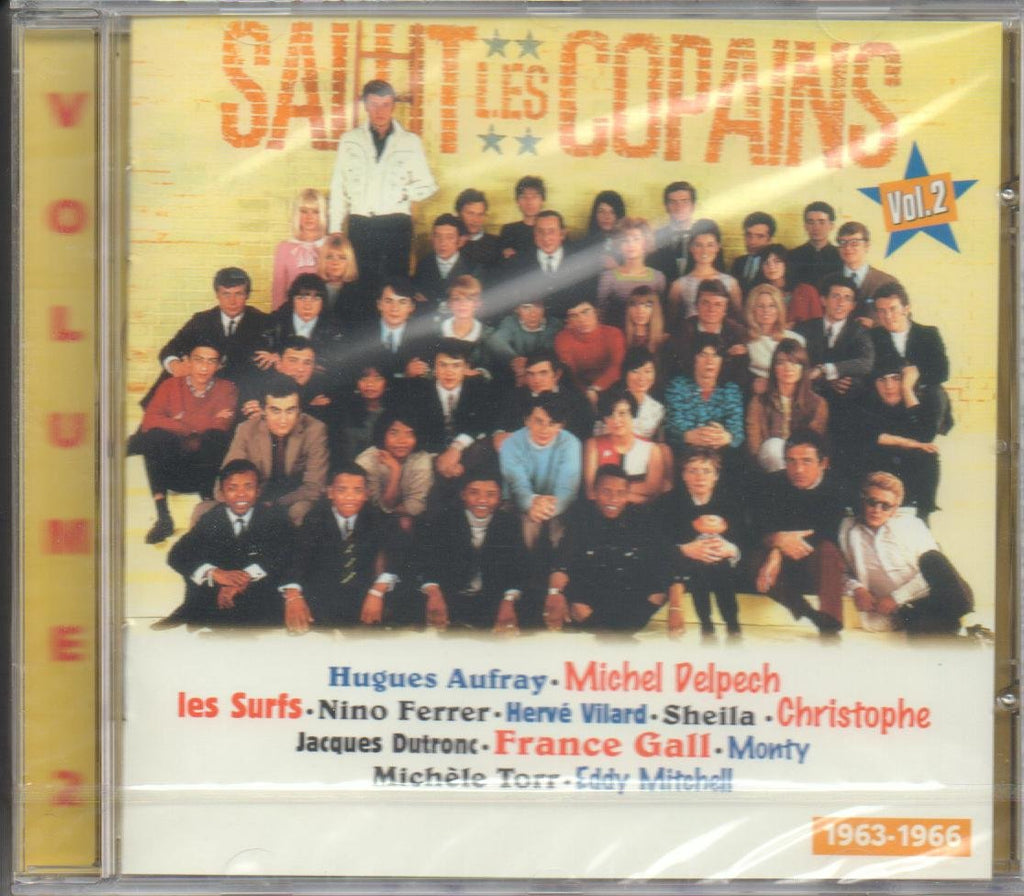 SALUT LES COPAINS
Vol.2
VOLUME 2
Hugues Aufray • Michel Delpech
les Surfs • Nino Ferrer • Hervé Vilard • Sheila • Christophe
Jacques Dutronc • France Gall • Monty
Michèle Torr • Eddy Mitchell
1963-1966